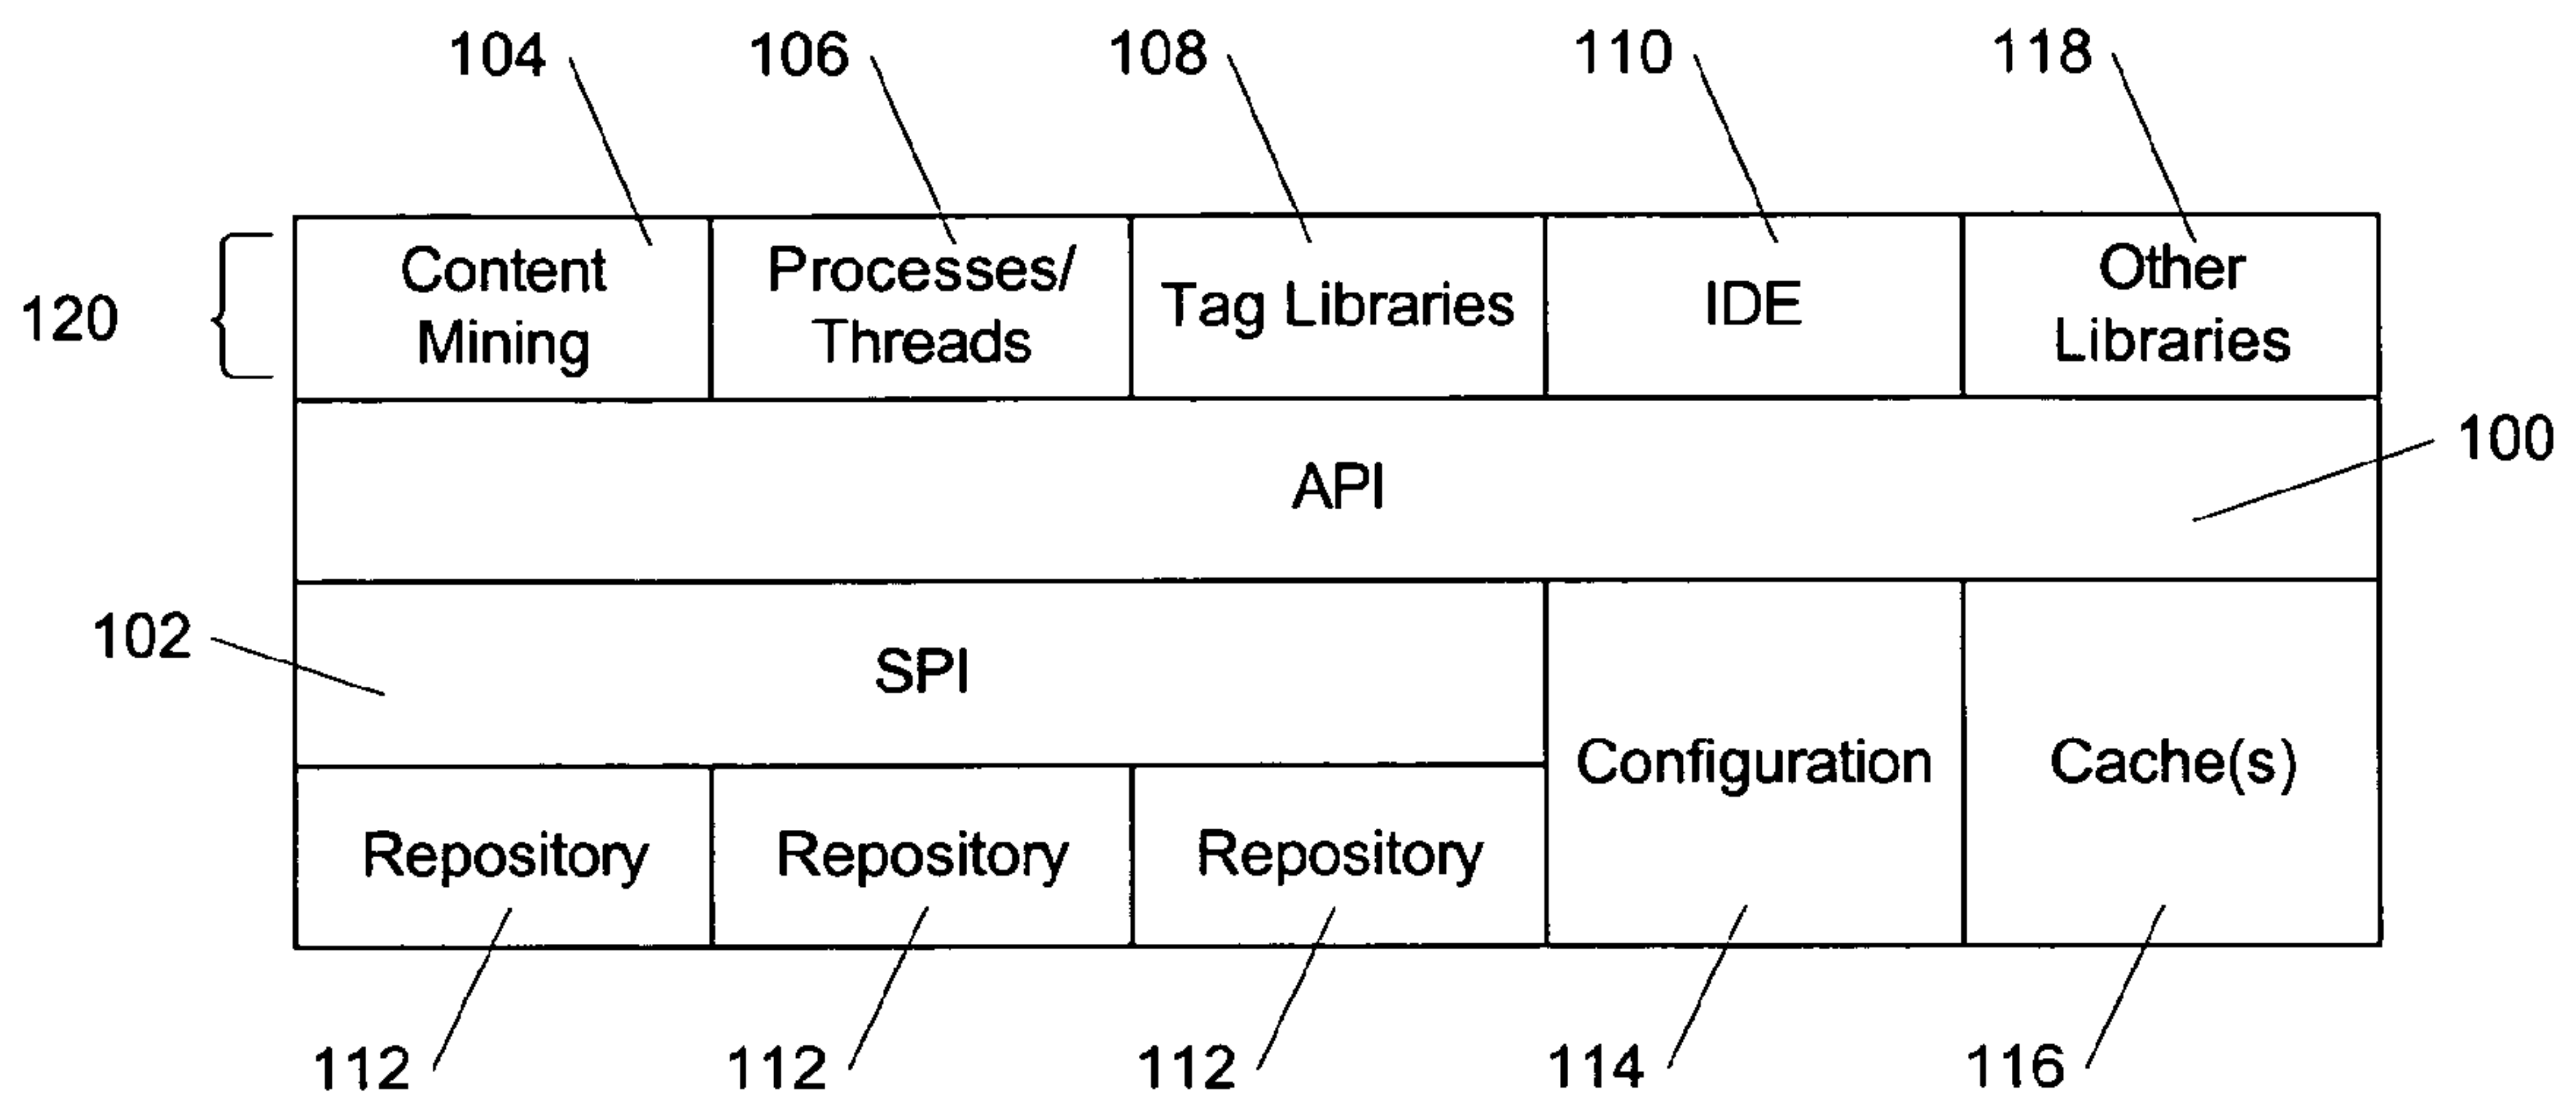 104 106 108 110 118
120
Content
Mining
Processes/
Threads
Tag Libraries
IDE
Other
Libraries
API
100
102
SPI
Configuration
Cache(s)
Repository
Repository
Repository
112 112 112 114 116